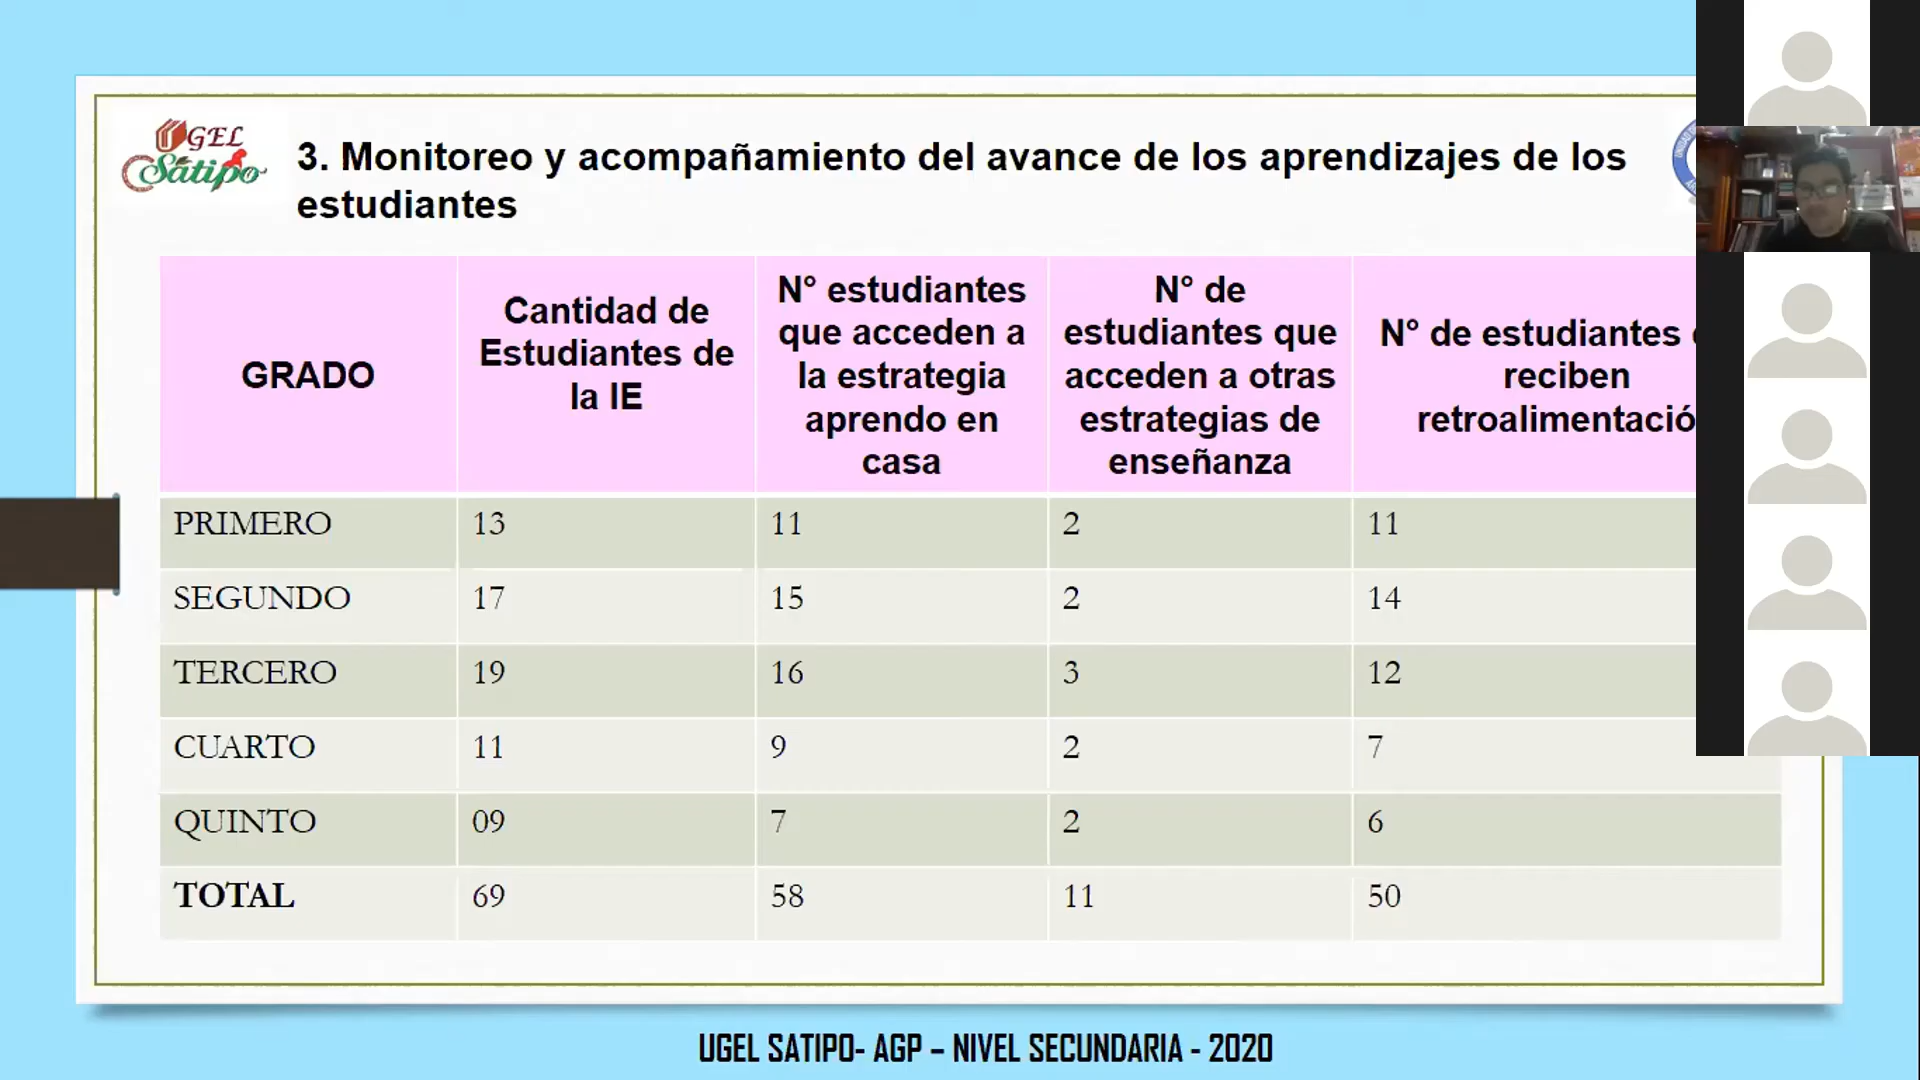 UGEL
Satipo
3. Monitoreo y acompañamiento del avance de los aprendizajes de los
estudiantes
GRADO
Cantidad de
Estudiantes de
la IE
N° estudiantes
que acceden a
la estrategia
aprendo en
casa
N° de
estudiantes que
acceden a otras
estrategias de
enseñanza
N° de estudiantes
reciben
retroalimentació
PRIMERO 13 11 2 11
SEGUNDO 17 15 2 14
TERCERO 19 16 3 12
CUARTO 11 9 2 7
QUINTO 09 7 2 6
TOTAL 69 58 11 50
UGEL SATIPO- AGP – NIVEL SECUNDARIA - 2020